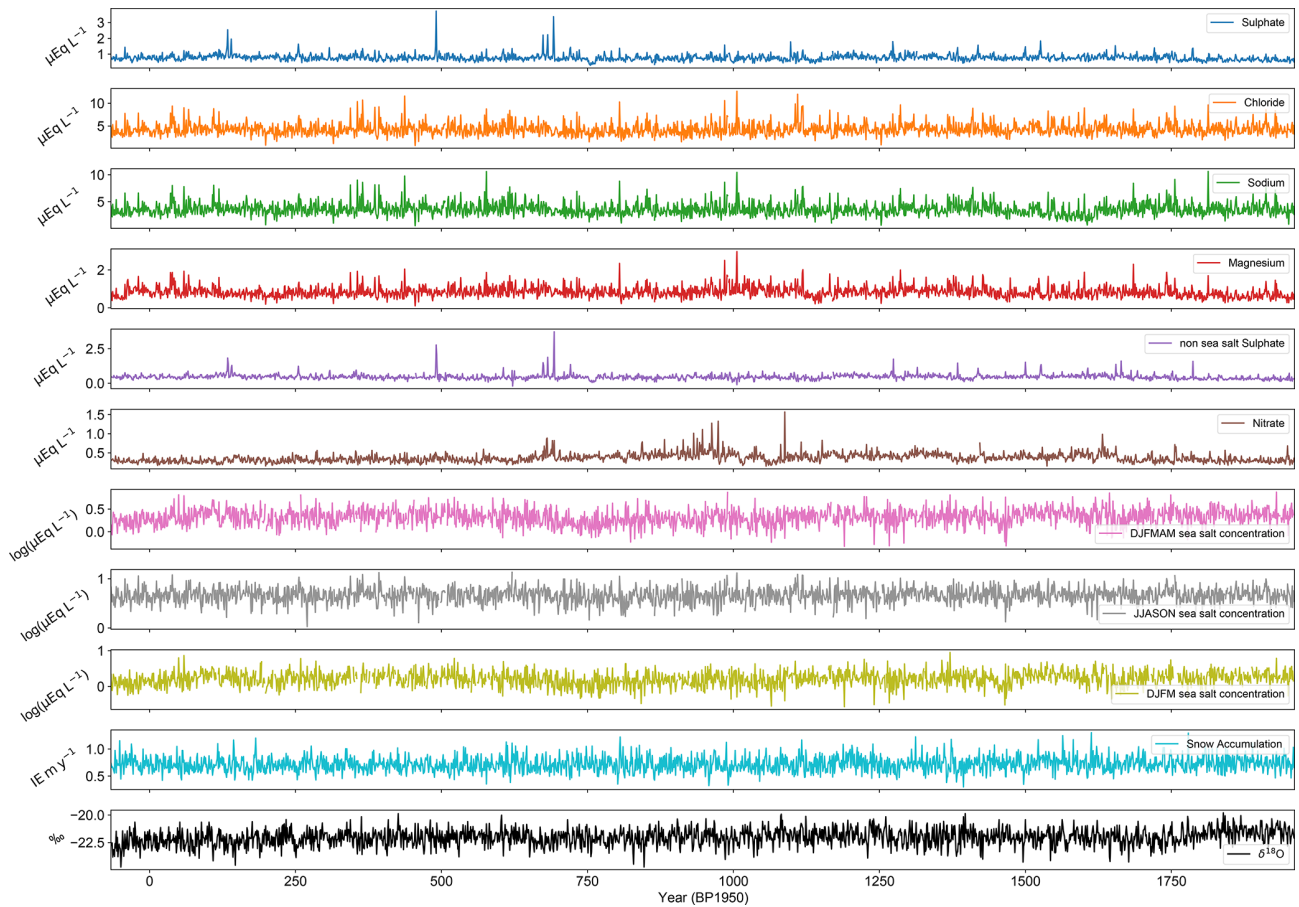 3
2
1
μEq L⁻¹
Sulphate
10
5
μEq L⁻¹
Chloride
10
5
μEq L⁻¹
Sodium
2
0
μEq L⁻¹
Magnesium
2.5
0.0
μEq L⁻¹
non sea salt Sulphate
1.5
1.0
0.5
μEq L⁻¹
Nitrate
0.5
0.0
log(μEq L⁻¹)
DJFMAM sea salt concentration
1
0
log(μEq L⁻¹)
JJASON sea salt concentration
1
0
log(μEq L⁻¹)
DJFM sea salt concentration
1.0
0.5
IE m y⁻¹
Snow Accumulation
−20.0
−22.5
‰
δ¹⁸O
0 250 500 750 1000 1250 1500 1750
Year (BP1950)